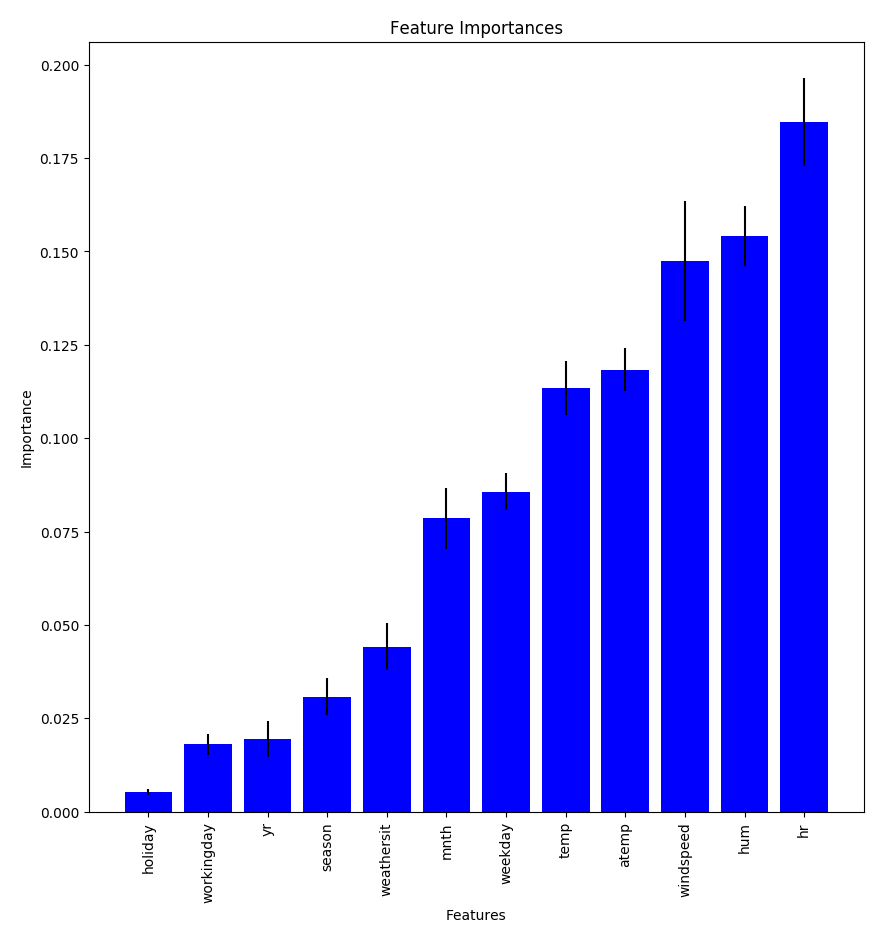 Feature Importances
0.200
0.175
0.150
0.125
0.100
0.075
0.050
0.025
0.000
Importance
holiday
workingday
yr
season
weathersit
mnth
weekday
temp
atemp
windspeed
hum
hr
Features